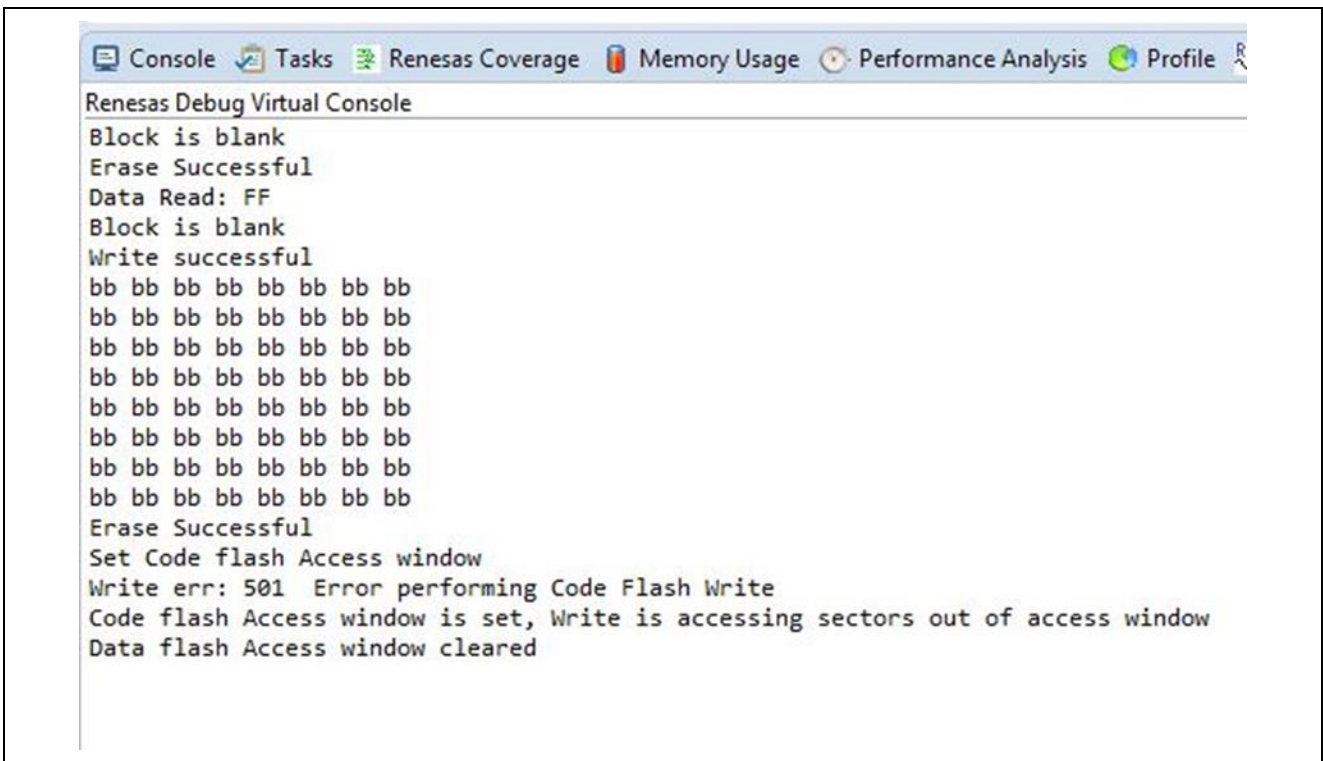 Console Tasks Renesas Coverage Memory Usage Performance Analysis Profile
Renesas Debug Virtual Console
Block is blank
Erase Successful
Data Read: FF
Block is blank
Write successful
bb bb bb bb bb bb bb bb
bb bb bb bb bb bb bb bb
bb bb bb bb bb bb bb bb
bb bb bb bb bb bb bb bb
bb bb bb bb bb bb bb bb
bb bb bb bb bb bb bb bb
bb bb bb bb bb bb bb bb
bb bb bb bb bb bb bb bb
Erase Successful
Set Code flash Access window
Write err: 501  Error performing Code Flash Write
Code flash Access window is set, Write is accessing sectors out of access window
Data flash Access window cleared